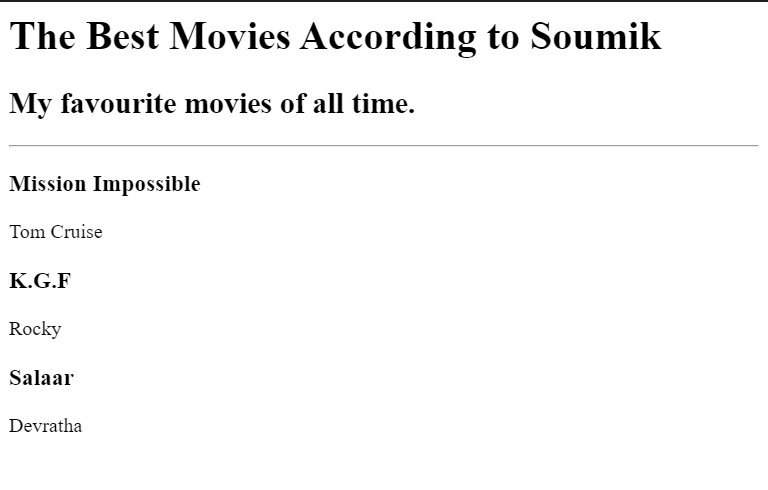 The Best Movies According to Soumik
My favourite movies of all time.
Mission Impossible
Tom Cruise
K.G.F
Rocky
Salaar
Devratha